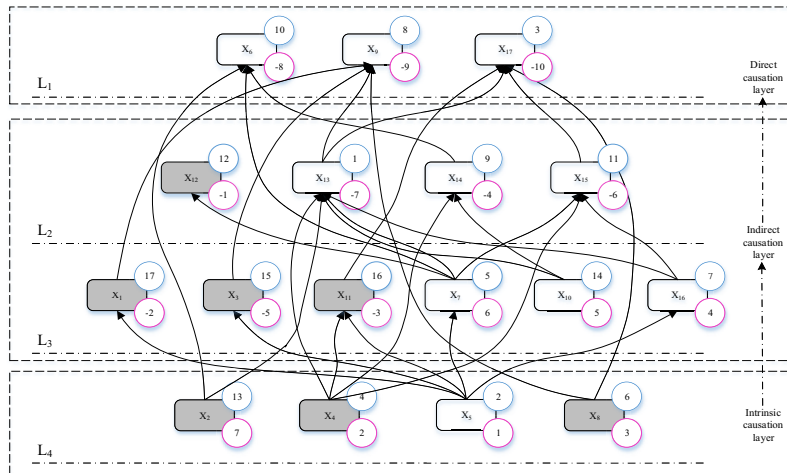 10 8 3
X₆ X₉ X₁₇
-8 -9 -10
Direct
causation
layer
L₁
12 1 9 11
X₁₂ X₁₃ X₁₄ X₁₅
-1 -7 -4 -6
L₂
Indirect
causation
layer
17 15 16 5 14 7
X₁ X₃ X₁₁ X₇ X₁₀ X₁₆
-2 -5 -3 6 5 4
L₃
13 4 2 6
X₂ X₄ X₅ X₈
7 2 1 3
Intrinsic
causation
layer
L₄